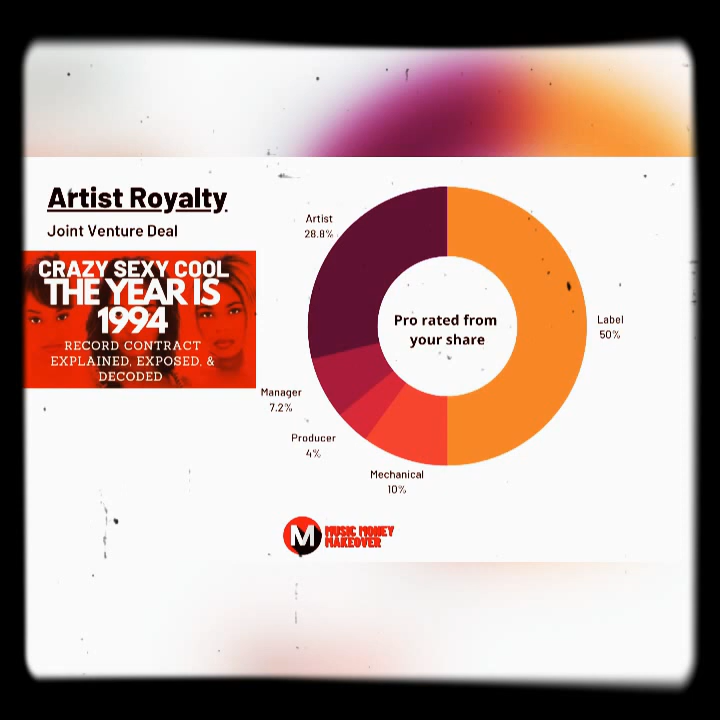 Artist Royalty
Joint Venture Deal
CRAZY SEXY COOL
THE YEAR IS
1994
RECORD CONTRACT
EXPLAINED, EXPOSED, &
DECODED
Artist
28.8%
Pro rated from
your share
Label
50%
Manager
7.2%
Producer
4%
Mechanical
10%
M
MUSIC MONEY
MAKEOVER